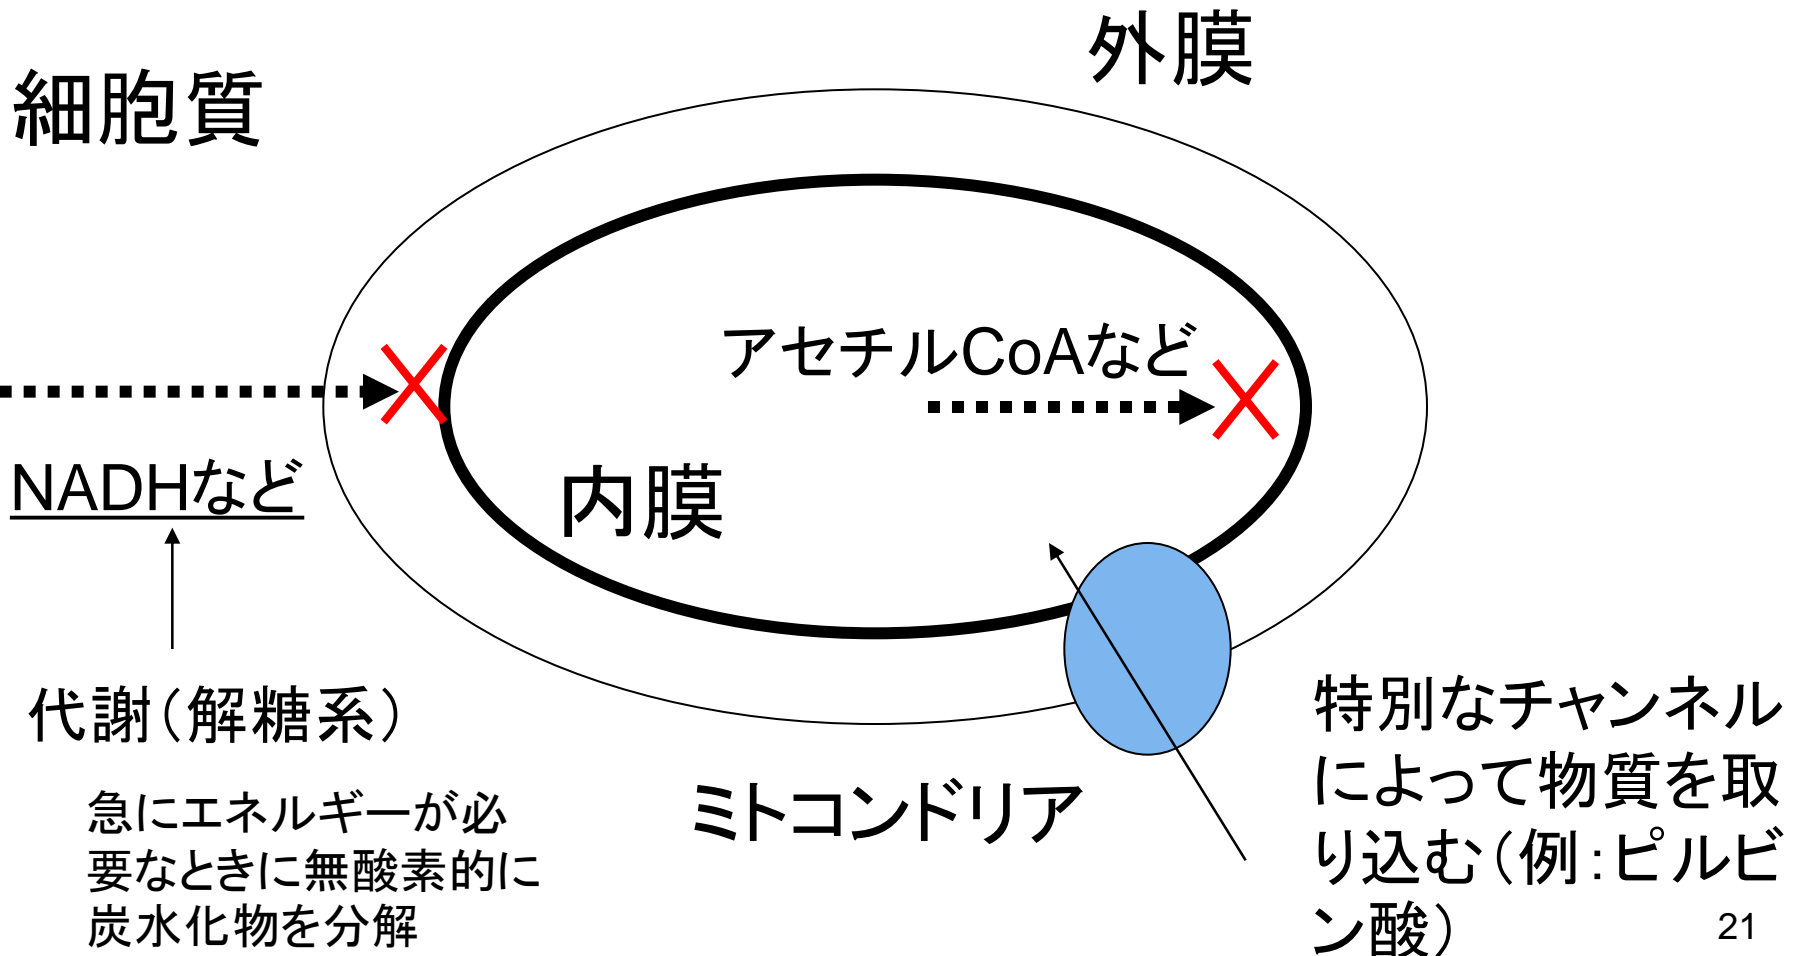 外膜
細胞質
アセチルCoAなど
NADHなど
内膜
代謝(解糖系)
急にエネルギーが必
要なときに無酸素的に
炭水化物を分解
ミトコンドリア
特別なチャンネル
によって物質を取
り込む(例:ピルビ
ン酸)
21